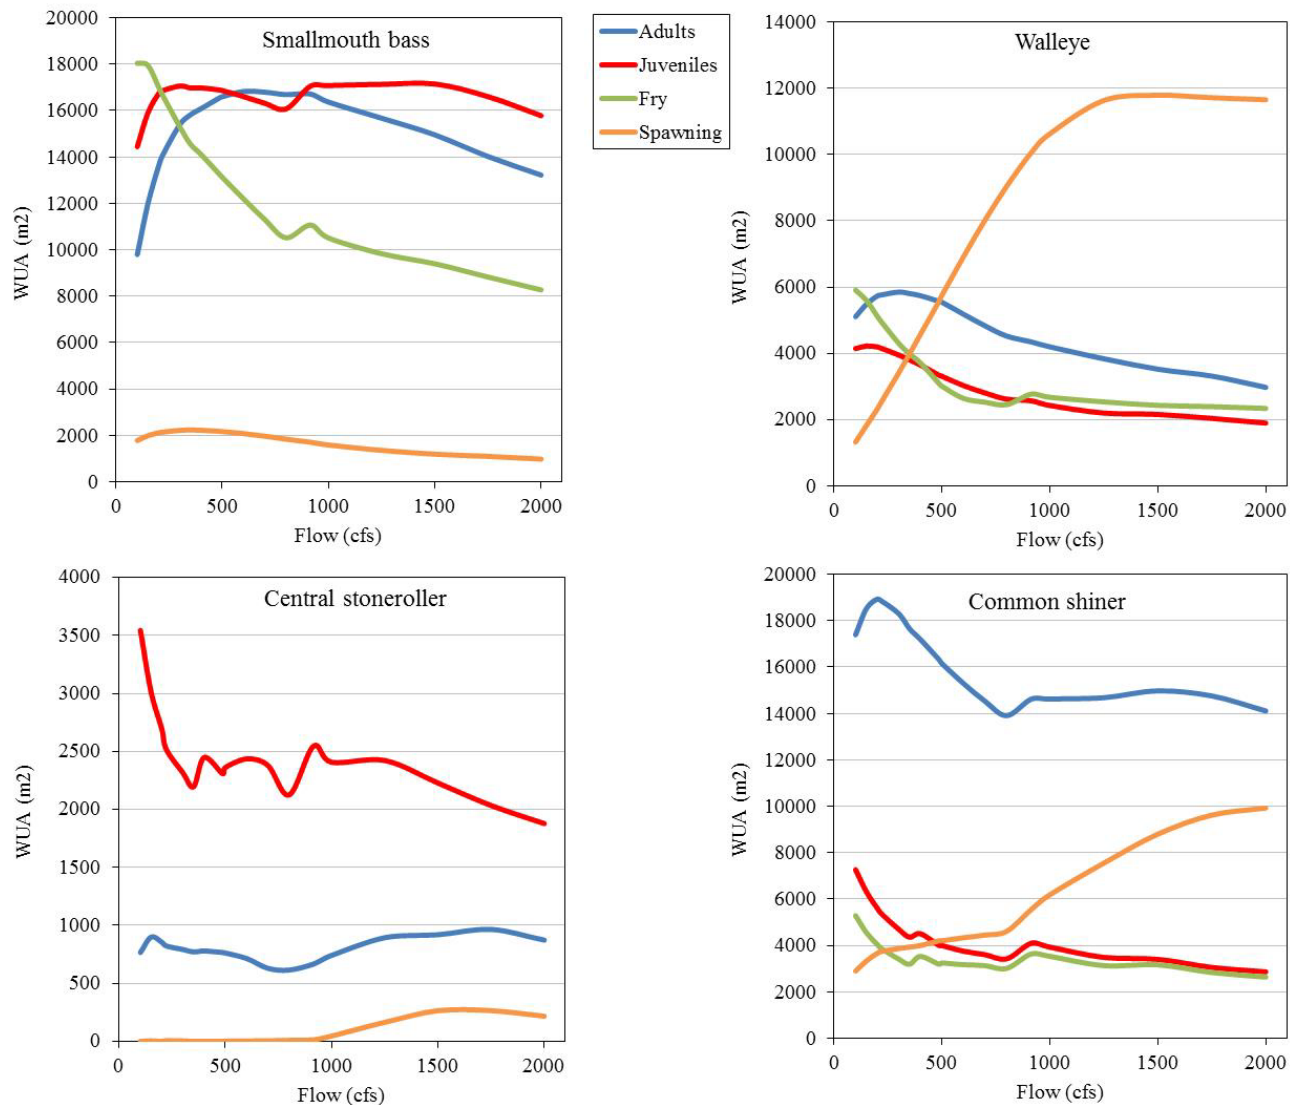 Smallmouth bass
20000
18000
16000
14000
12000
10000
8000
6000
4000
2000
0
WUA (m2)
0 500 1000 1500 2000
Flow (cfs)
Adults
Juveniles
Fry
Spawning
Walleye
14000
12000
10000
8000
6000
4000
2000
0
WUA (m2)
0 500 1000 1500 2000
Flow (cfs)
Central stoneroller
4000
3500
3000
2500
2000
1500
1000
500
0
WUA (m2)
0 500 1000 1500 2000
Flow (cfs)
Common shiner
20000
18000
16000
14000
12000
10000
8000
6000
4000
2000
0
WUA (m2)
0 500 1000 1500 2000
Flow (cfs)